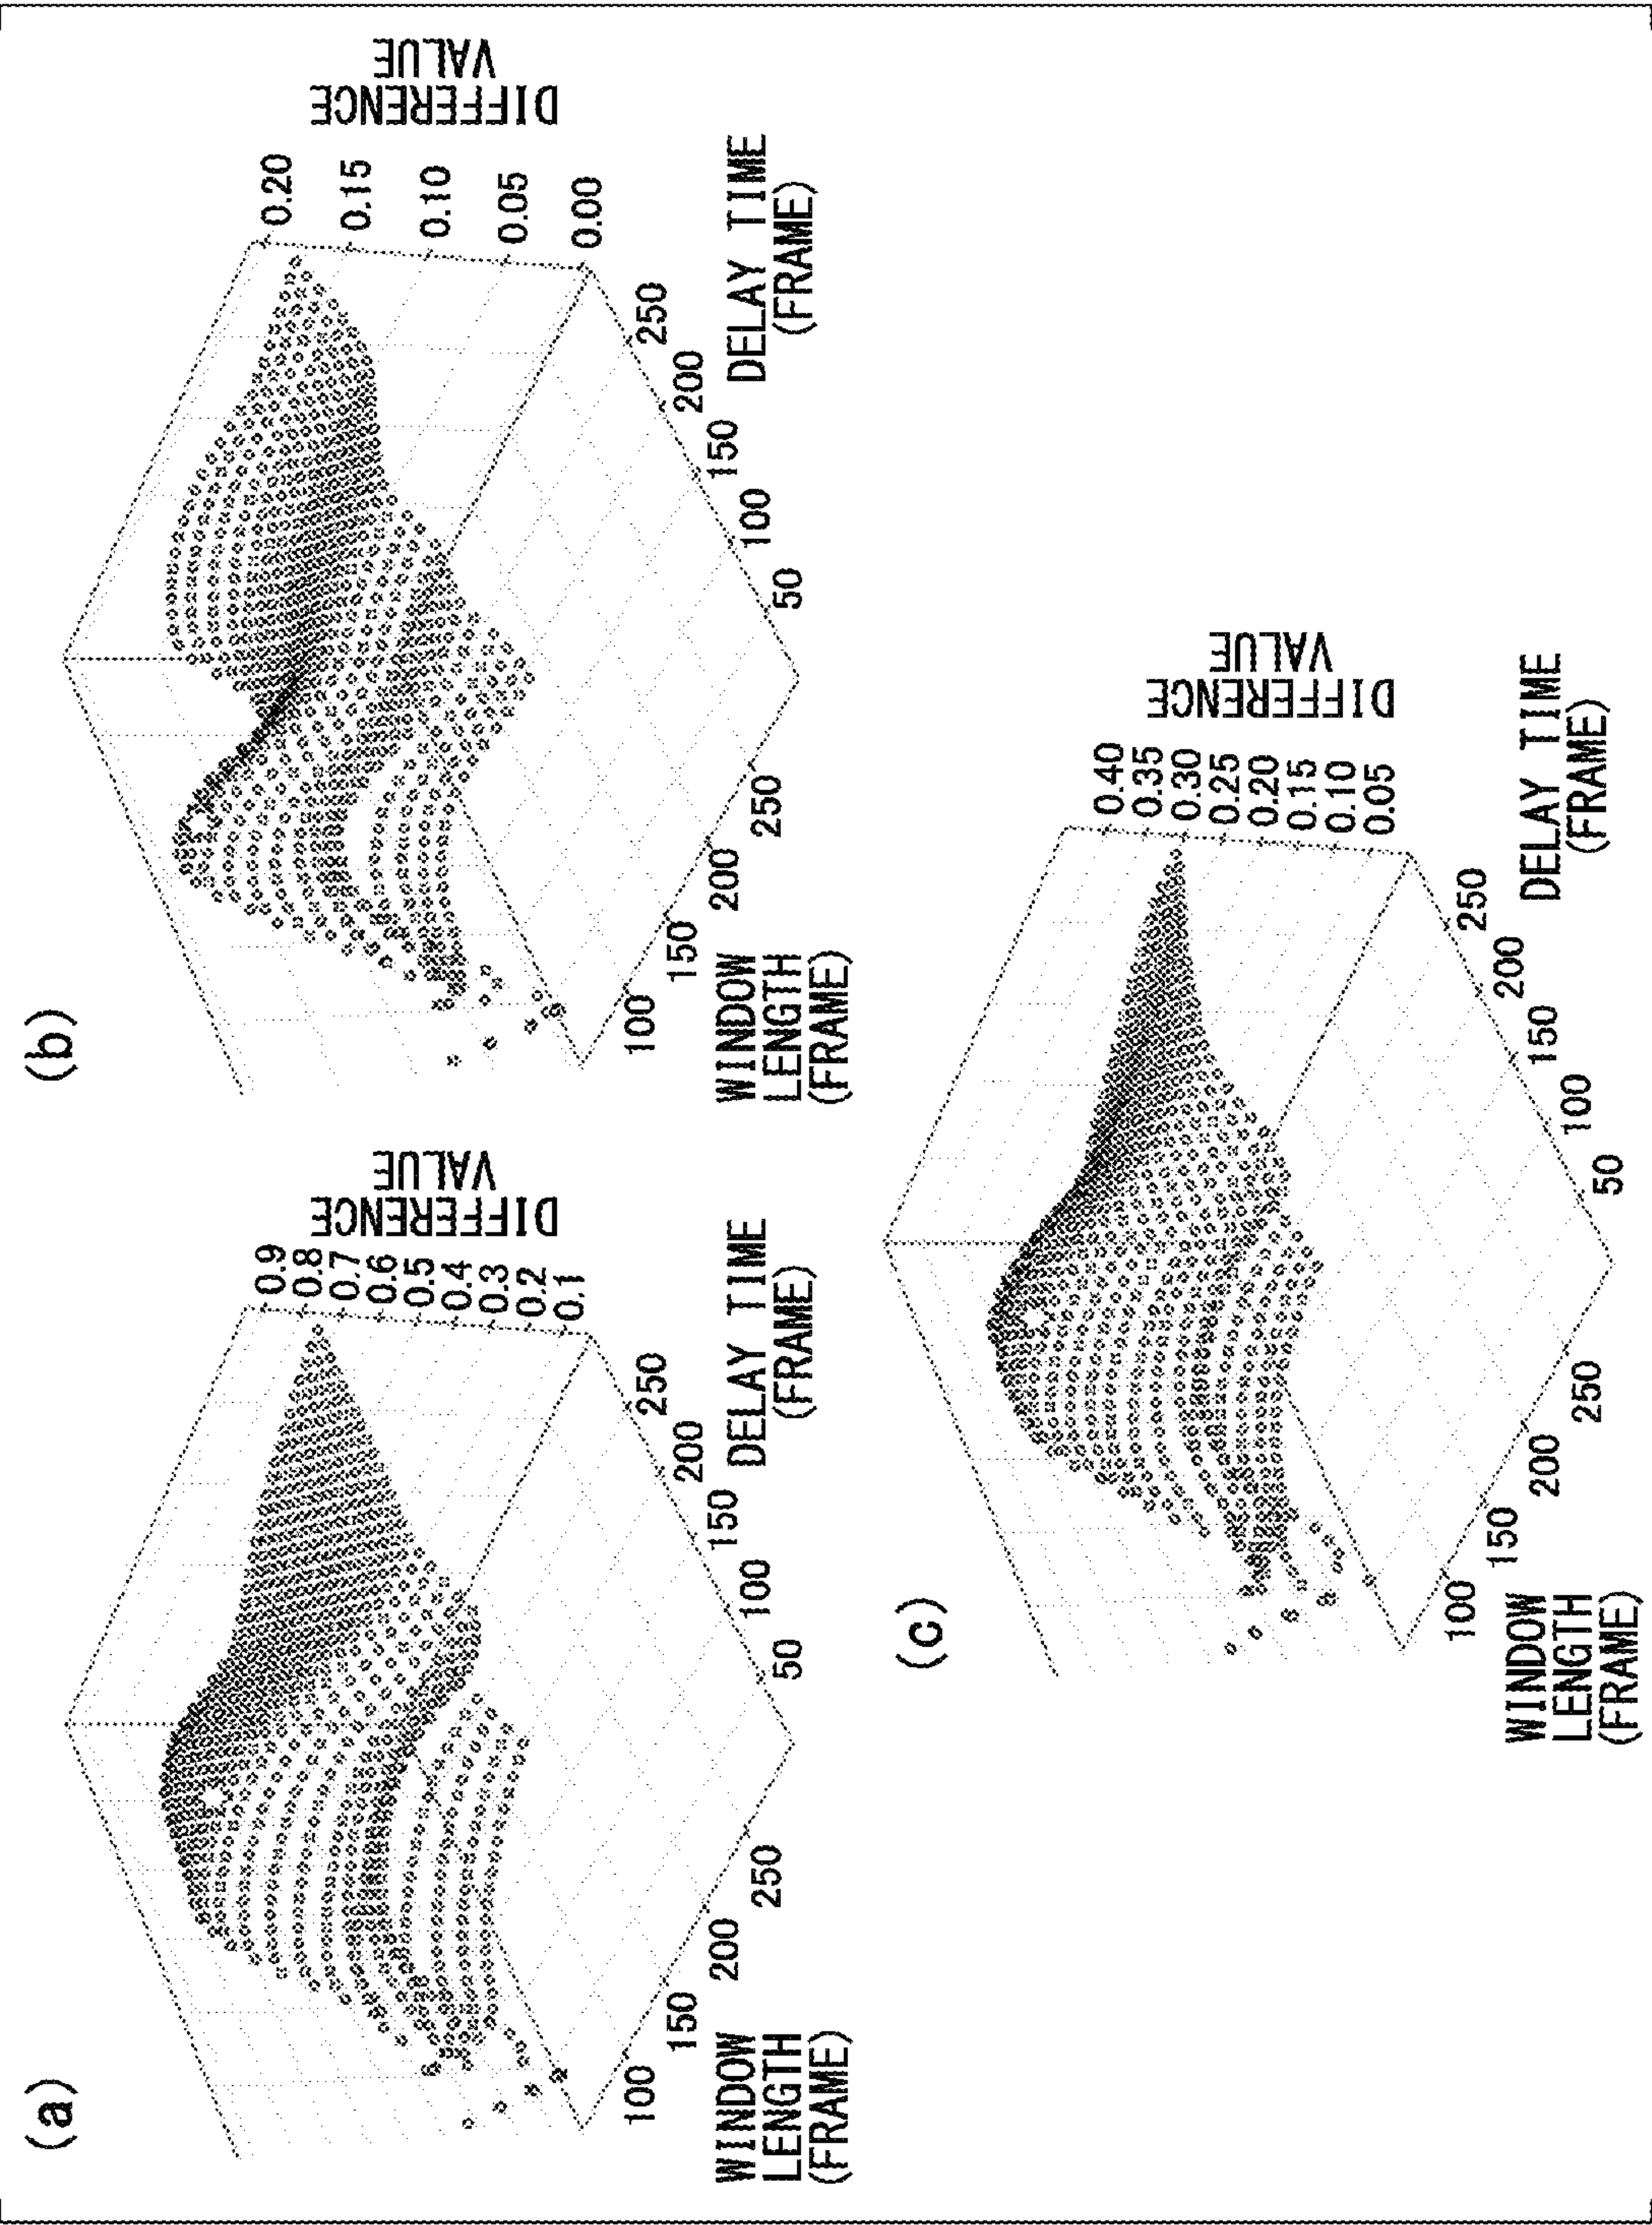 (a)
0.9
0.8
0.7
0.6
0.5
0.4
0.3
0.2
0.1
DIFFERENCE
VALUE
100
150
200
250
WINDOW
LENGTH
(FRAME)
50
100
150
200
250
DELAY TIME
(FRAME)
(b)
0.20
0.15
0.10
0.05
0.00
DIFFERENCE
VALUE
100
150
200
250
WINDOW
LENGTH
(FRAME)
50
100
150
200
250
DELAY TIME
(FRAME)
(c)
0.40
0.35
0.30
0.25
0.20
0.15
0.10
0.05
DIFFERENCE
VALUE
100
150
200
250
WINDOW
LENGTH
(FRAME)
50
100
150
200
250
DELAY TIME
(FRAME)